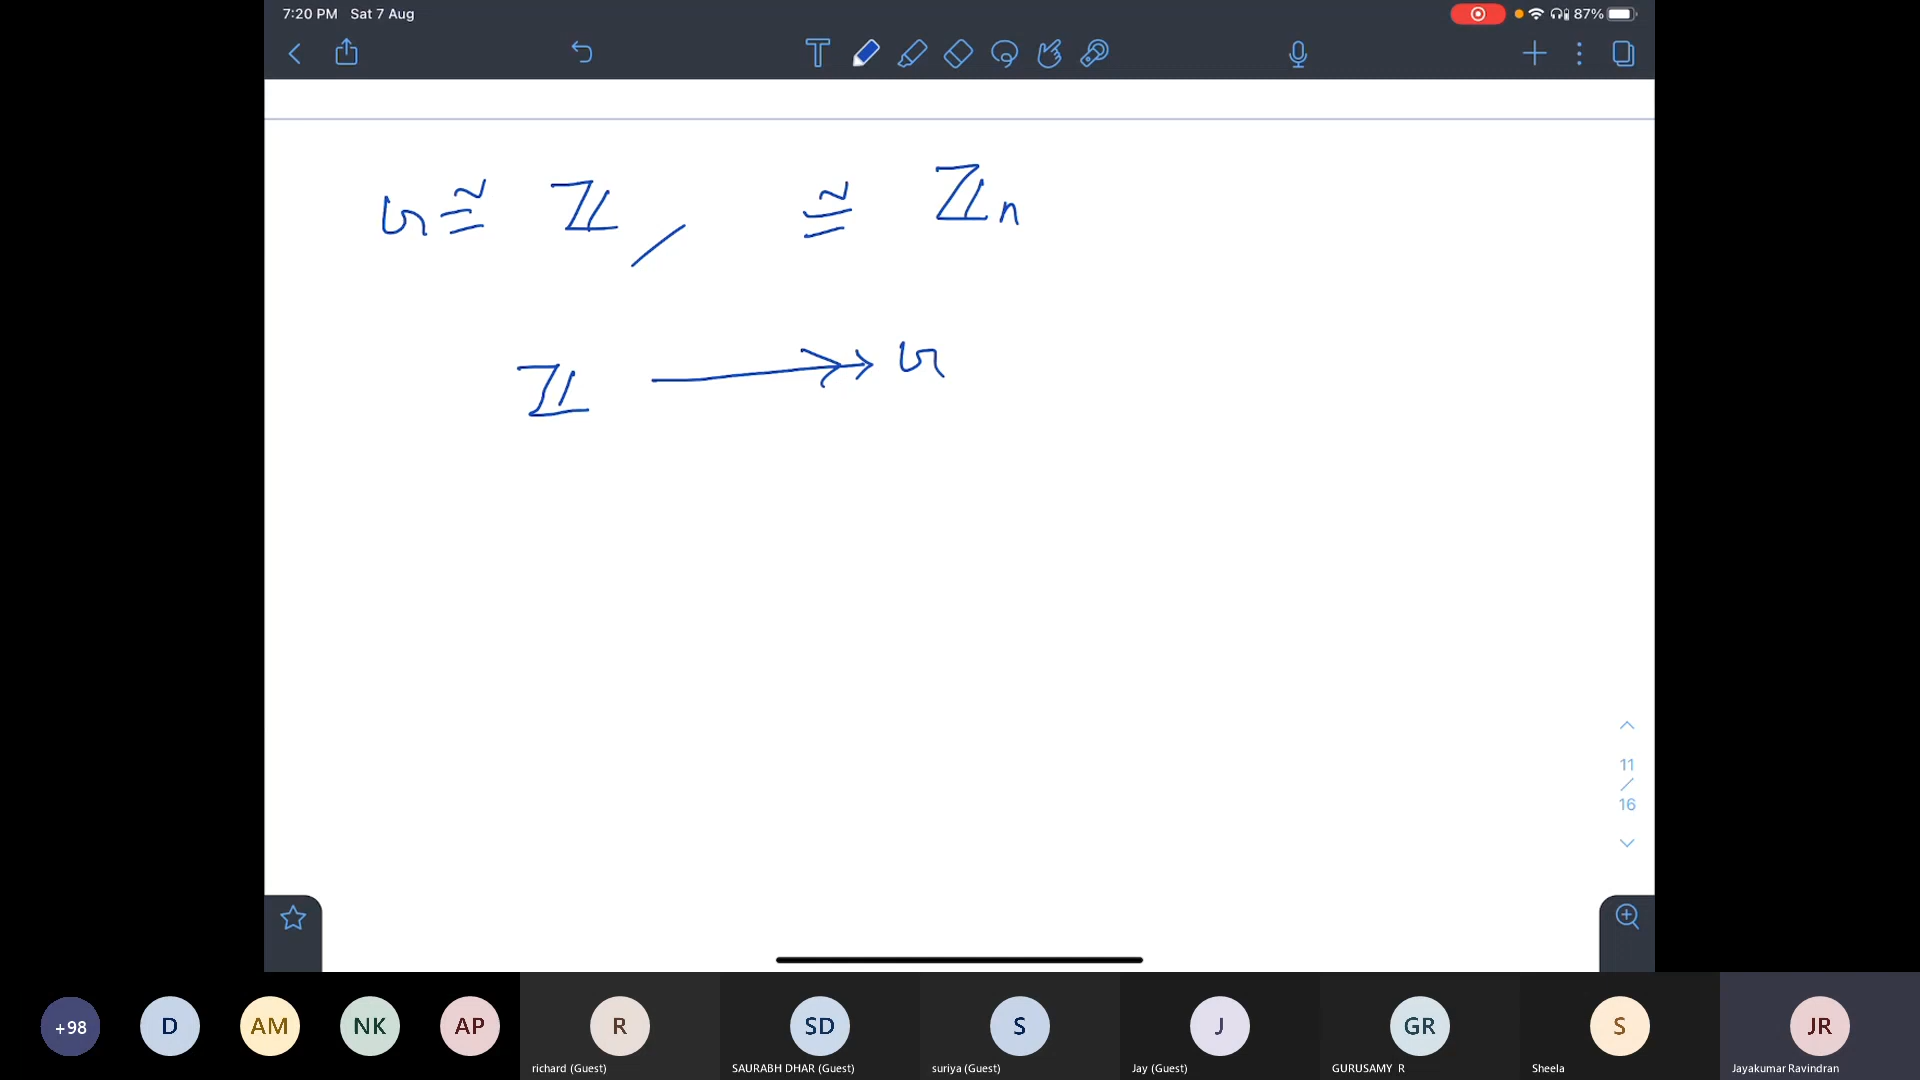 7:20 PM Sat 7 Aug
87%
G ≅ ℤ / ≅ ℤn
ℤ ↠ G
11
/
16
+98 D AM NK AP R SD S J GR S JR
richard (Guest) SAURABH DHAR (Guest) suriya (Guest) Jay (Guest) GURUSAMY R Sheela Jayakumar Ravindran